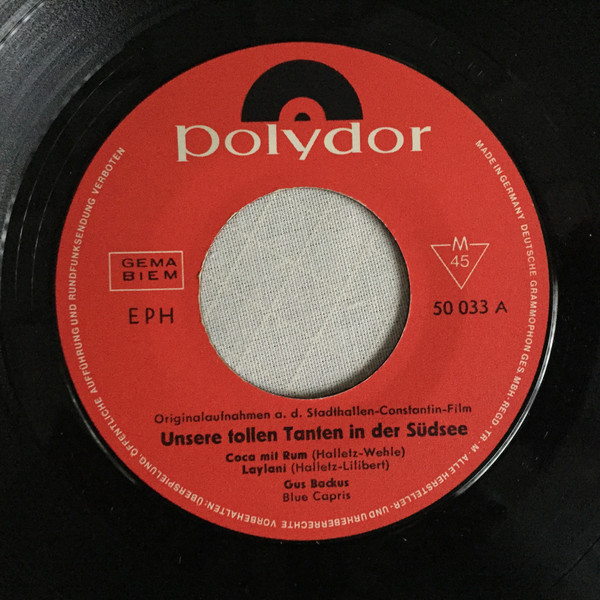 polydor
GEMA
BIEM
EPH
M
45
50 033 A
Originalaufnahmen a. d. Stadthallen-Constantin-Film
Unsere tollen Tanten in der Südsee
Coca mit Rum (Halletz-Wehle)
Laylani (Halletz-Lilibert)
Gus Backus
Blue Capris
MADE IN GERMANY DEUTSCHE GRAMMOPHON GES. MBH - REGD · TR · M · ALLE HERSTELLER- UND URHEBERRECHTE VORBEHALTEN: ÜBERSPIELUNG, ÖFFENTLICHE AUFFÜHRUNG UND RUNDFUNKSENDUNG VERBOTEN